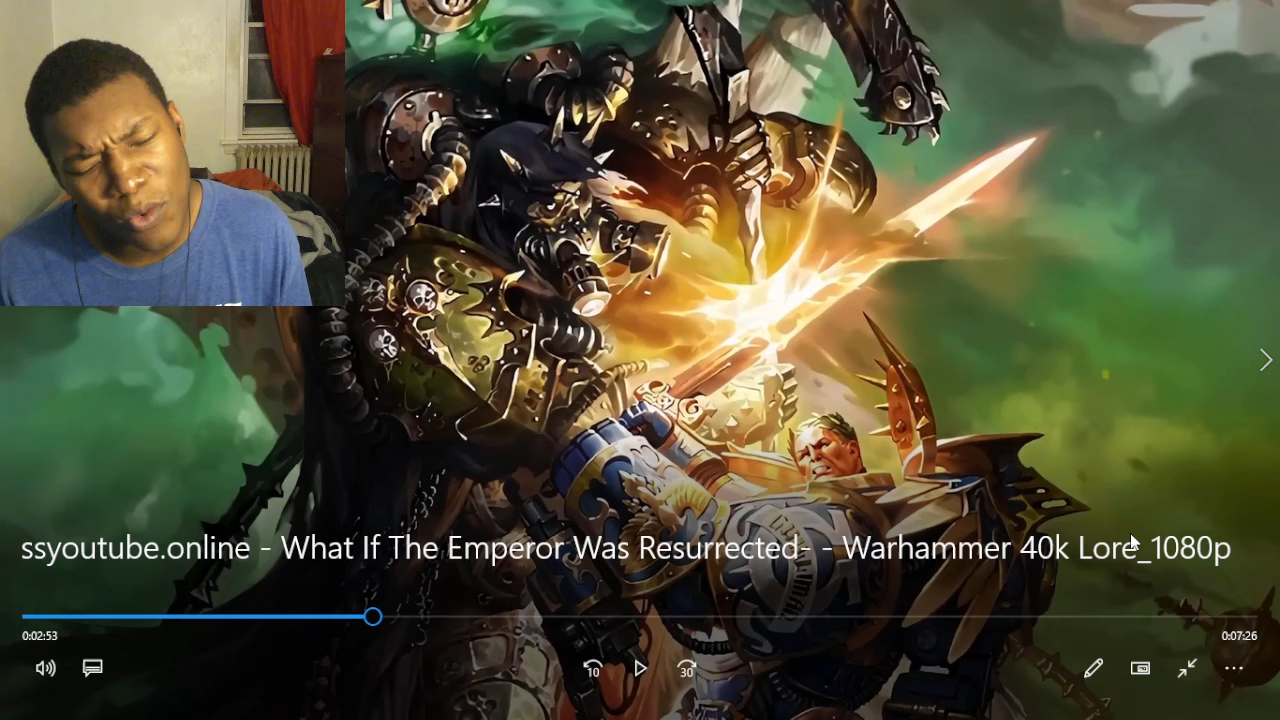 ssyoutube.online - What If The Emperor Was Resurrected- - Warhammer 40k Lore_1080p
0:02:53
0:07:26
10
30